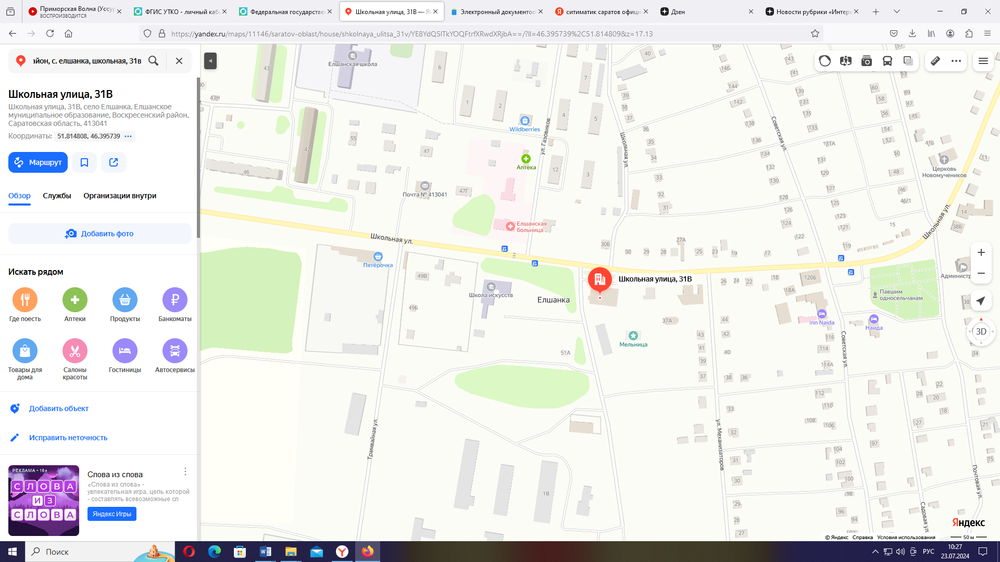 Приморская Волна (Уссур
ВОСПРОИЗВОДИТСЯ
ФГИС УТКО - личный каб
Федеральная государстве
Школьная улица, 31В — Ян
Электронный документоо
ситиматик саратов офиц
Дзен
Новости рубрики «Интере
https://yandex.ru/maps/11146/saratov-oblast/house/shkolnaya_ulitsa_31v/YE8YdQ5ITkYOQFtrfXRwdXRjbA==/?ll=46.395739%2C51.814809&z=17.13
айон, с. елшанка, школьная, 31в
Школьная улица, 31В
Школьная улица, 31В, село Елшанка, Елшанское
муниципальное образование, Воскресенский район,
Саратовская область, 413041
Координаты: 51.814808, 46.395739
Маршрут
Обзор Службы Организации внутри
Добавить фото
Искать рядом
Где поесть
Аптеки
Продукты
Банкоматы
Товары для
дома
Салоны
красоты
Гостиницы
Автосервисы
Добавить объект
Исправить неточность
РЕКЛАМА • 16+
СЛОВА
ИЗ
СЛОВА
Слова из слова
«Слова из слова» -
увлекательная игра, цель которой
- составлять всевозможные сл
Яндекс Игры
Елшанская школа
Wildberries
Аптека
Почта № 413041
Елшанская
больница
Пятёрочка
Школа искусств
Елшанка
Школьная улица, 31В
Мельница
Inn Naida
Наида
Павшим
односельчанам
Администр
Церковь
Новомучеников
Школьная ул.
Школьная ул.
Школьная ул.
ул. Газовиков
Советская ул.
Советская ул.
Трамвайная ул.
ул. Механизаторов
Садовая ул.
Почтовая ул.
43
43Н
42
46
55
47
47Г
6
1
2
4
5
7
12
3
40
39
38
37
36
35
34
33
32
31
30Б
30
29
28
27А
25
23
19
17
150
146
144
142
138
136
134
132
130
128
126
124
122
143
141
139
137
135
133
131А
131
129
127
125
123
121
119
60
58
56
54
52
50
48
46
46/1
53
49
47
45
41Б
11
14
38Б
15
49В
49Б
51А
26
24
22
18
18А
120Б
37А
44
42
40
38
36
43
41
39
37
116
114
114А
112
110
108
106
104
102
100
98
96
94
93
33
32
31
30
29
28
27
1В
38
34
22
28
20
18
27
21
97
15
3D
Яндекс
© Яндекс Справка Условия использования
50 м
Поиск
РУС
10:27
23.07.2024